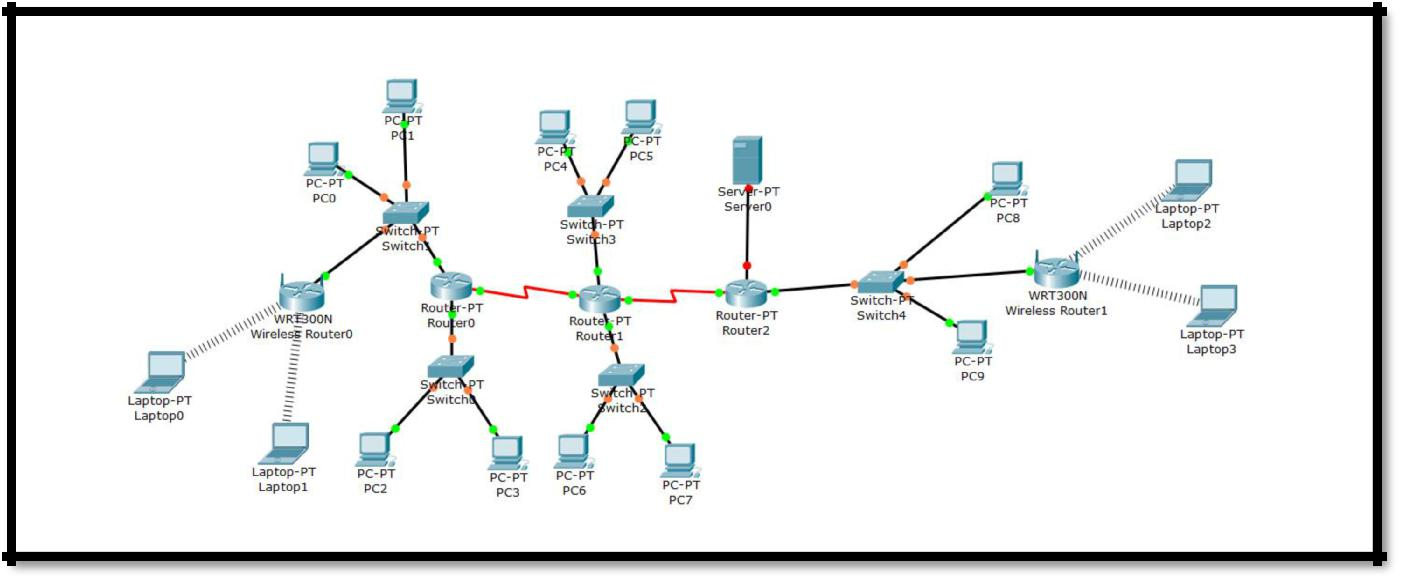 PC-PT
PC1
PC-PT
PC0
PC-PT
PC4
PC-PT
PC5
Server-PT
Server0
PC-PT
PC8
Laptop-PT
Laptop2
Switch-PT
Switch1
Switch-PT
Switch3
WRT300N
Wireless Router0
Router-PT
Router0
Router-PT
Router1
Router-PT
Router2
Switch-PT
Switch4
WRT300N
Wireless Router1
Laptop-PT
Laptop3
PC-PT
PC9
Laptop-PT
Laptop0
Switch-PT
Switch0
Switch-PT
Switch2
Laptop-PT
Laptop1
PC-PT
PC2
PC-PT
PC3
PC-PT
PC6
PC-PT
PC7